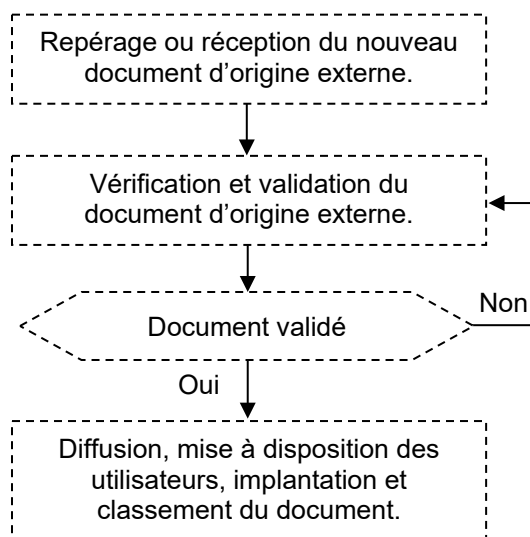 Repérage ou réception du nouveau
document d'origine externe.
Vérification et validation du
document d'origine externe.
Document validé
Non
Oui
Diffusion, mise à disposition des
utilisateurs, implantation et
classement du document.